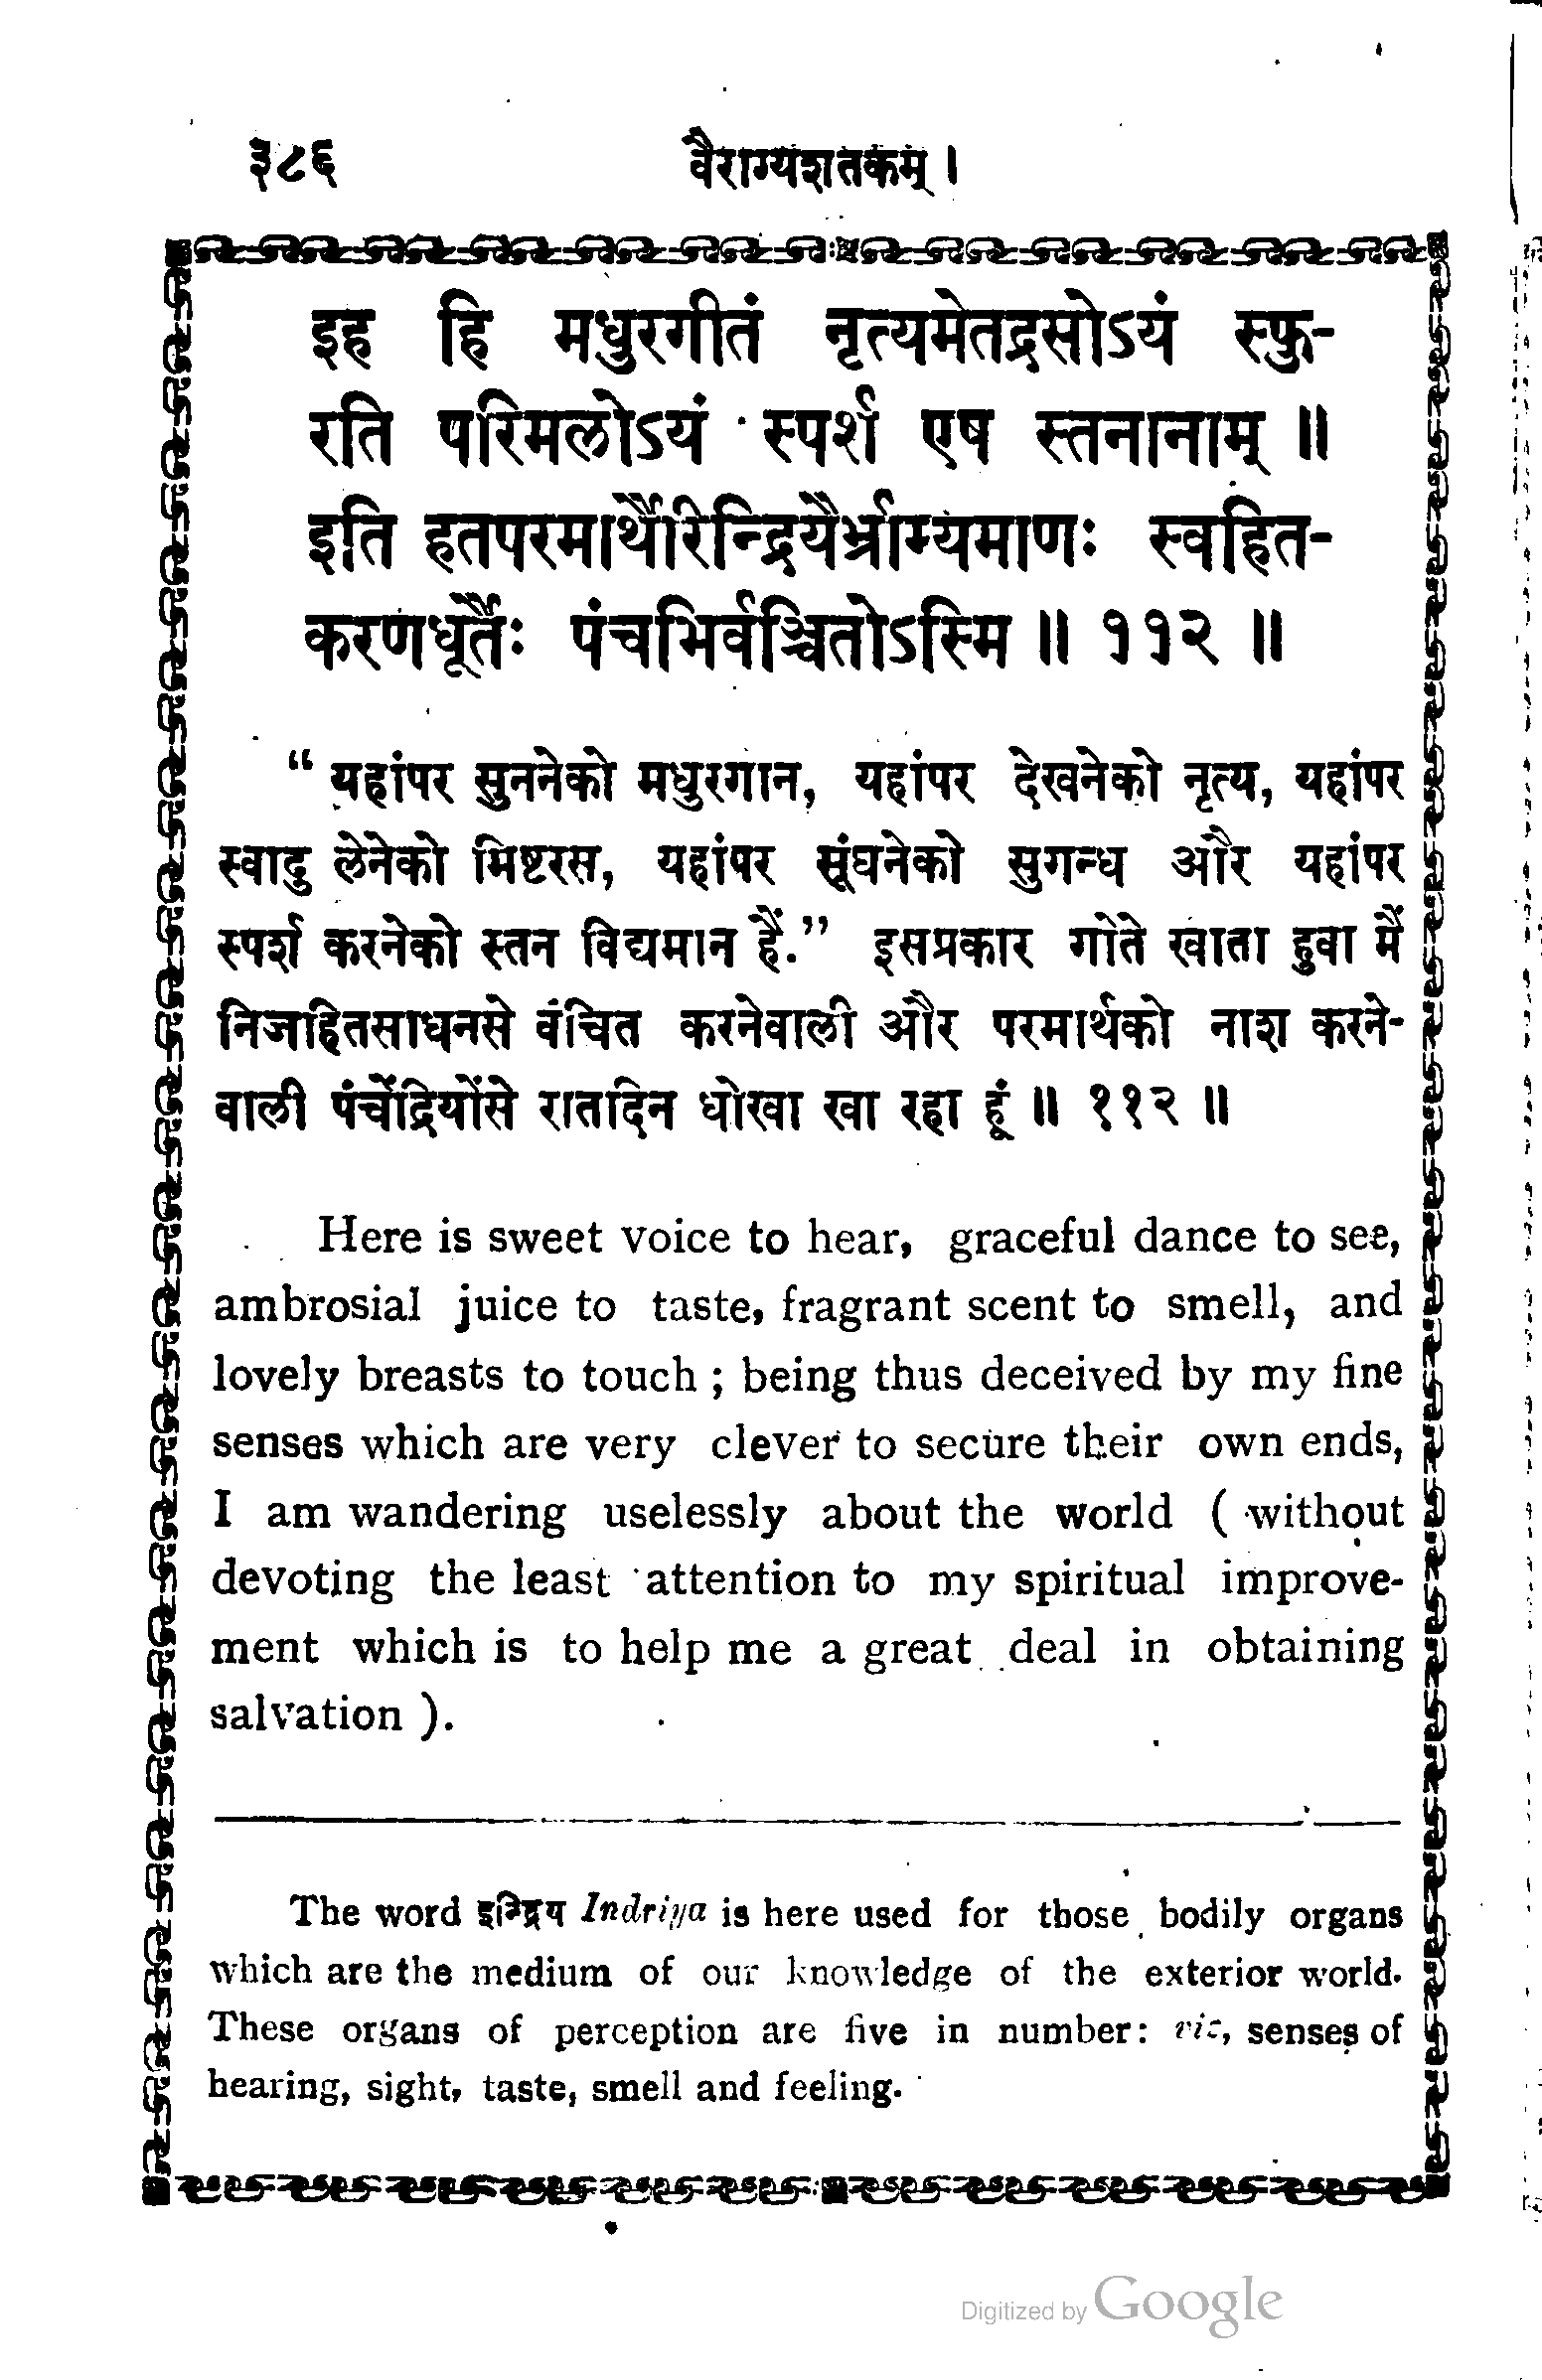 ३८६ वैराग्यशतकम् ।
इह हि मधुरगीतं नृत्यमेतद्रसोऽयं स्फु-
रति परिमलोऽयं स्पर्श एष स्तनानाम् ॥
इति हतपरमार्थैरिन्द्रियैर्भ्राम्यमाणः स्वहित-
करणधूर्तैः पंचभिर्वञ्चितोऽस्मि ॥ ११२ ॥
“ यहांपर सुननेको मधुरगान, यहांपर देखनेको नृत्य, यहांपर
स्वादु लेनेको मिष्टरस, यहांपर सूंघनेको सुगन्ध और यहांपर
स्पर्श करनेको स्तन विद्यमान हैं.” इसप्रकार गोते खाता हुवा मैं
निजहितसाधनसे वंचित करनेवाली और परमार्थको नाश करने-
वाली पंचेंद्रियोंसे रातदिन धोखा खा रहा हूं ॥ ११२ ॥
Here is sweet voice to hear, graceful dance to see,
ambrosial juice to taste, fragrant scent to smell, and
lovely breasts to touch ; being thus deceived by my fine
senses which are very clever to secure their own ends,
I am wandering uselessly about the world ( without
devoting the least attention to my spiritual improve-
ment which is to help me a great deal in obtaining
salvation ).
The word इन्द्रिय Indriya is here used for those bodily organs
which are the medium of our knowledge of the exterior world.
These organs of perception are five in number: viz, senses of
hearing, sight, taste, smell and feeling.
Digitized by Google